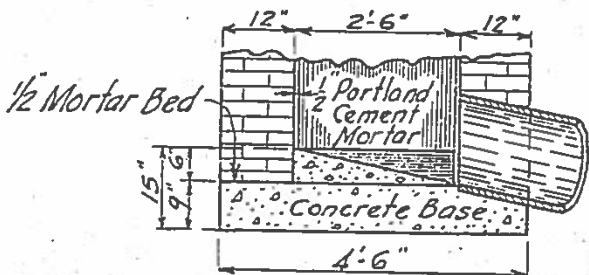 12" 2'-6" 12"
1/2" Mortar Bed
1/2" Portland
Cement
Mortar
15"
6"
9"
Concrete Base
4'-6"